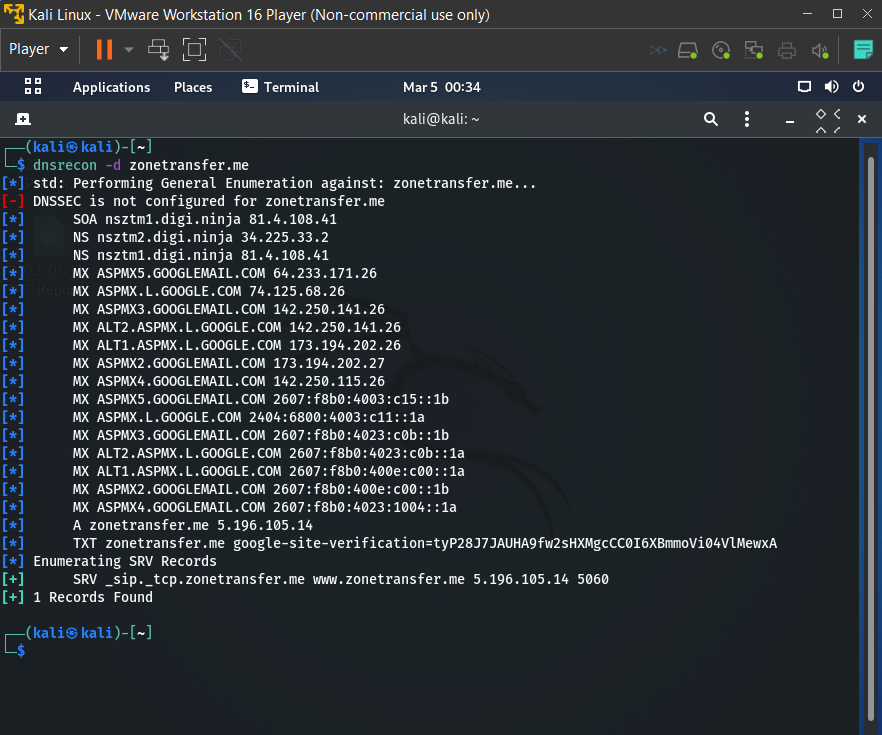 Kali Linux - VMware Workstation 16 Player (Non-commercial use only)
Player
Applications Places Terminal Mar 5 00:34
kali@kali: ~
┌──(kali㉿kali)-[~]
└─$ dnsrecon -d zonetransfer.me
[*] std: Performing General Enumeration against: zonetransfer.me...
[-] DNSSEC is not configured for zonetransfer.me
[*] SOA nsztm1.digi.ninja 81.4.108.41
[*] NS nsztm2.digi.ninja 34.225.33.2
[*] NS nsztm1.digi.ninja 81.4.108.41
[*] MX ASPMX5.GOOGLEMAIL.COM 64.233.171.26
[*] MX ASPMX.L.GOOGLE.COM 74.125.68.26
[*] MX ASPMX3.GOOGLEMAIL.COM 142.250.141.26
[*] MX ALT2.ASPMX.L.GOOGLE.COM 142.250.141.26
[*] MX ALT1.ASPMX.L.GOOGLE.COM 173.194.202.26
[*] MX ASPMX2.GOOGLEMAIL.COM 173.194.202.27
[*] MX ASPMX4.GOOGLEMAIL.COM 142.250.115.26
[*] MX ASPMX5.GOOGLEMAIL.COM 2607:f8b0:4003:c15::1b
[*] MX ASPMX.L.GOOGLE.COM 2404:6800:4003:c11::1a
[*] MX ASPMX3.GOOGLEMAIL.COM 2607:f8b0:4023:c0b::1b
[*] MX ALT2.ASPMX.L.GOOGLE.COM 2607:f8b0:4023:c0b::1a
[*] MX ALT1.ASPMX.L.GOOGLE.COM 2607:f8b0:400e:c00::1a
[*] MX ASPMX2.GOOGLEMAIL.COM 2607:f8b0:400e:c00::1b
[*] MX ASPMX4.GOOGLEMAIL.COM 2607:f8b0:4023:1004::1a
[*] A zonetransfer.me 5.196.105.14
[*] TXT zonetransfer.me google-site-verification=tyP28J7JAUHA9fw2sHXMgcCC0I6XBmmoVi04VlMewxA
[*] Enumerating SRV Records
[+] SRV _sip._tcp.zonetransfer.me www.zonetransfer.me 5.196.105.14 5060
[+] 1 Records Found
┌──(kali㉿kali)-[~]
└─$